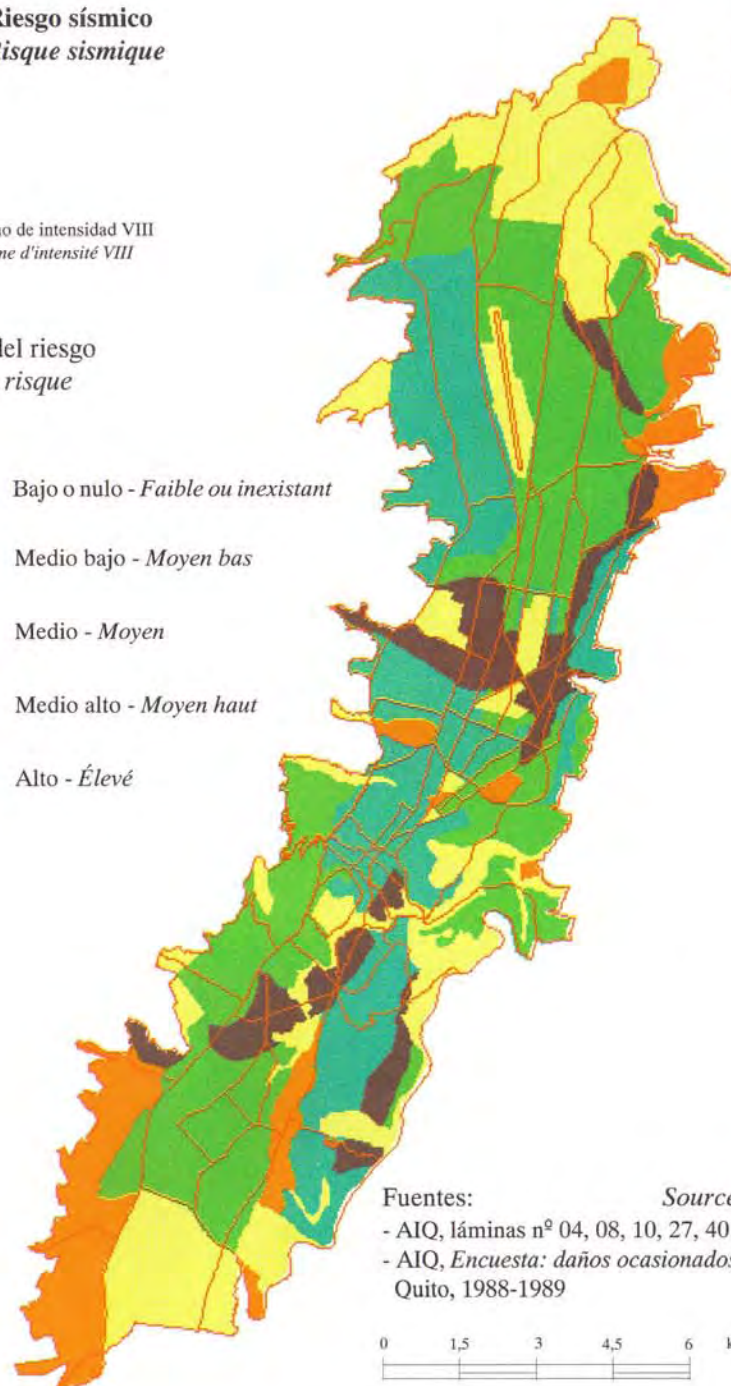 Riesgo sísmico
Risque sismique
de intensidad VIII
d'intensité VIII
del riesgo
risque
Bajo o nulo - Faible ou inexistant
Medio bajo - Moyen bas
Medio - Moyen
Medio alto - Moyen haut
Alto - Élevé
Fuentes: Source
- AIQ, láminas nº 04, 08, 10, 27, 40
- AIQ, Encuesta: daños ocasionados
Quito, 1988-1989
0 1,5 3 4,5 6 k